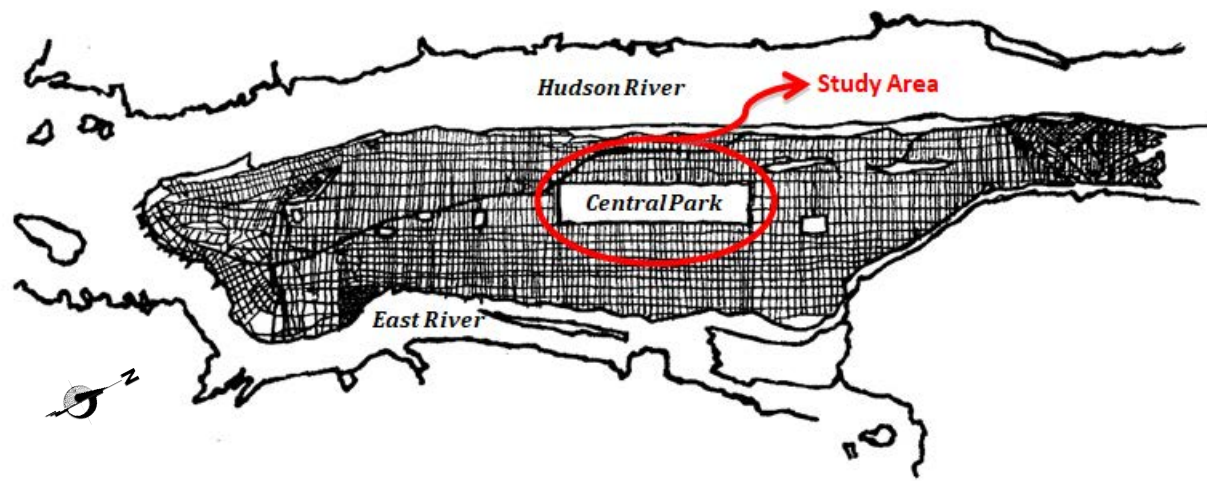 Hudson River
Study Area
Central Park
East River
N